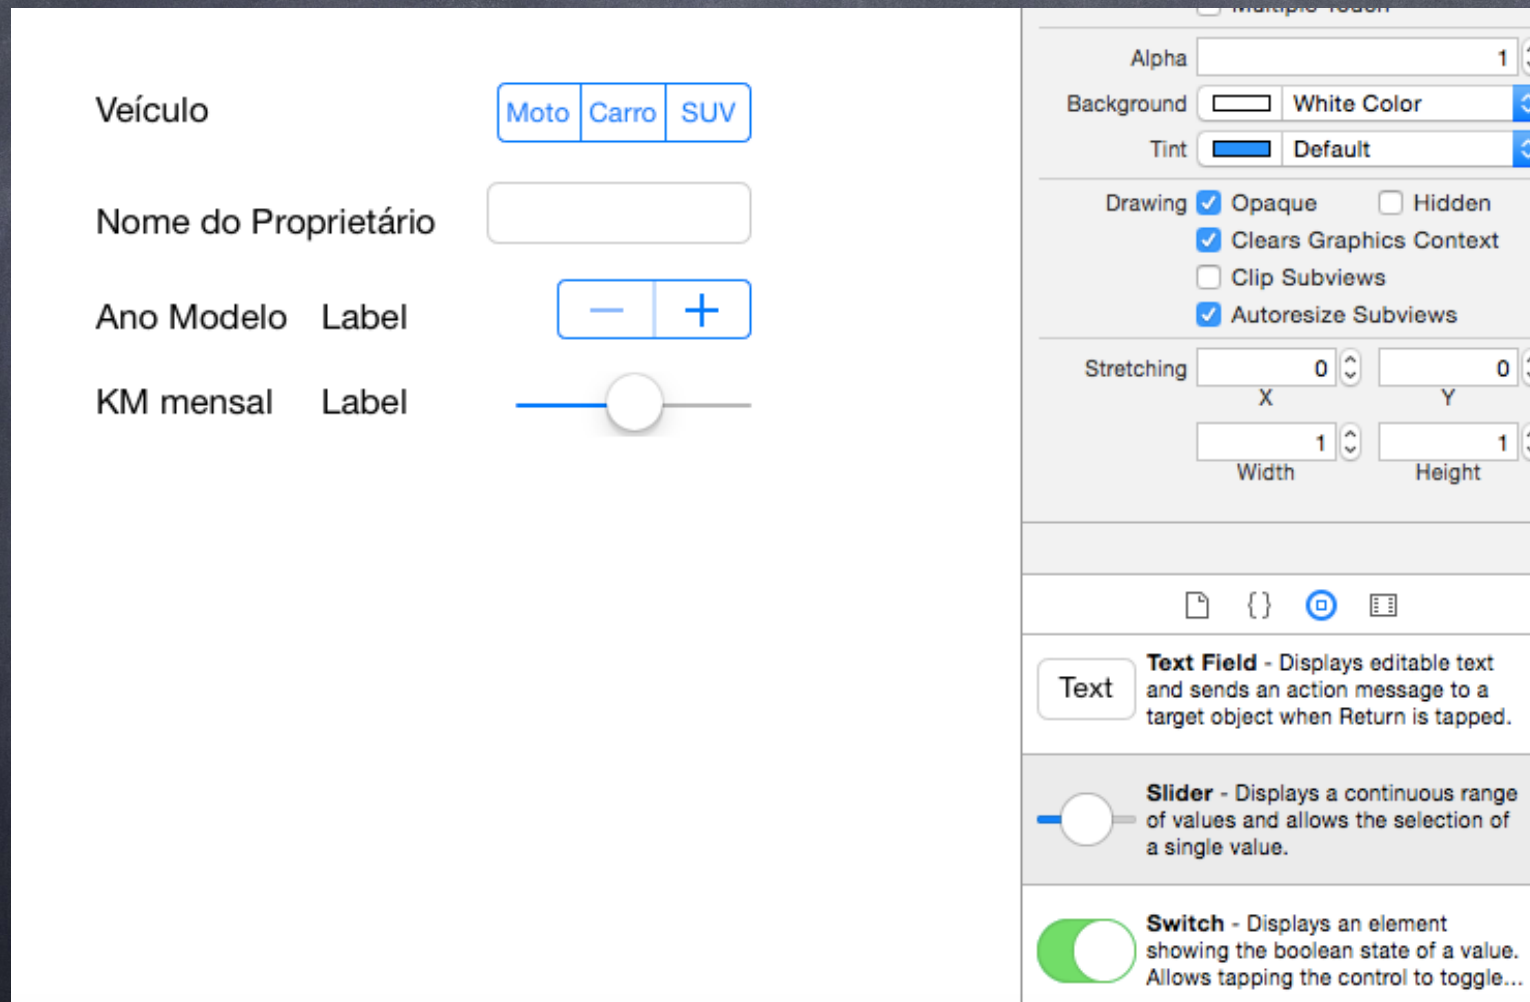 Veículo
Moto Carro SUV
Nome do Proprietário
Ano Modelo Label
KM mensal Label
Multiple Touch
Alpha 1
Background White Color
Tint Default
Drawing Opaque Hidden
Clears Graphics Context
Clip Subviews
Autoresize Subviews
Stretching 0 0
X Y
1 1
Width Height
{}
Text Field - Displays editable text
Text and sends an action message to a
target object when Return is tapped.
Slider - Displays a continuous range
of values and allows the selection of
a single value.
Switch - Displays an element
showing the boolean state of a value.
Allows tapping the control to toggle...